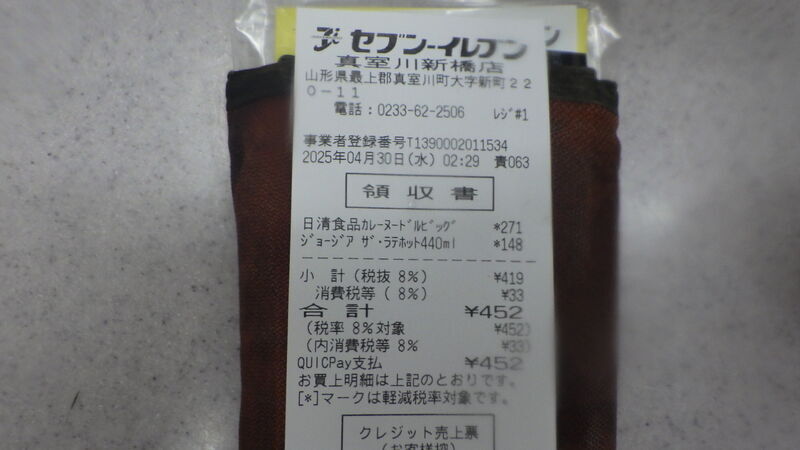 セブン-イレブン
真室川新橋店
山形県最上郡真室川町大字新町２２
０－１１
電話：0233-62-2506 ﾚｼﾞ#1
事業者登録番号T1390002011534
2025年04月30日(水) 02:29 責063
領収書
日清食品ｶﾚｰﾇｰﾄﾞﾙﾋﾞｯｸﾞ *271
ｼﾞｮｰｼﾞｱ ｻﾞ･ﾗﾃﾎｯﾄ440ml *148
小 計（税抜 8%） ¥419
消費税等（ 8%） ¥33
合計 ¥452
（税率 8%対象 ¥452）
（内消費税等 8% ¥33）
QUICPay支払 ¥452
お買上明細は上記のとおりです。
[*]マークは軽減税率対象です。
クレジット売上票
（お客様控）